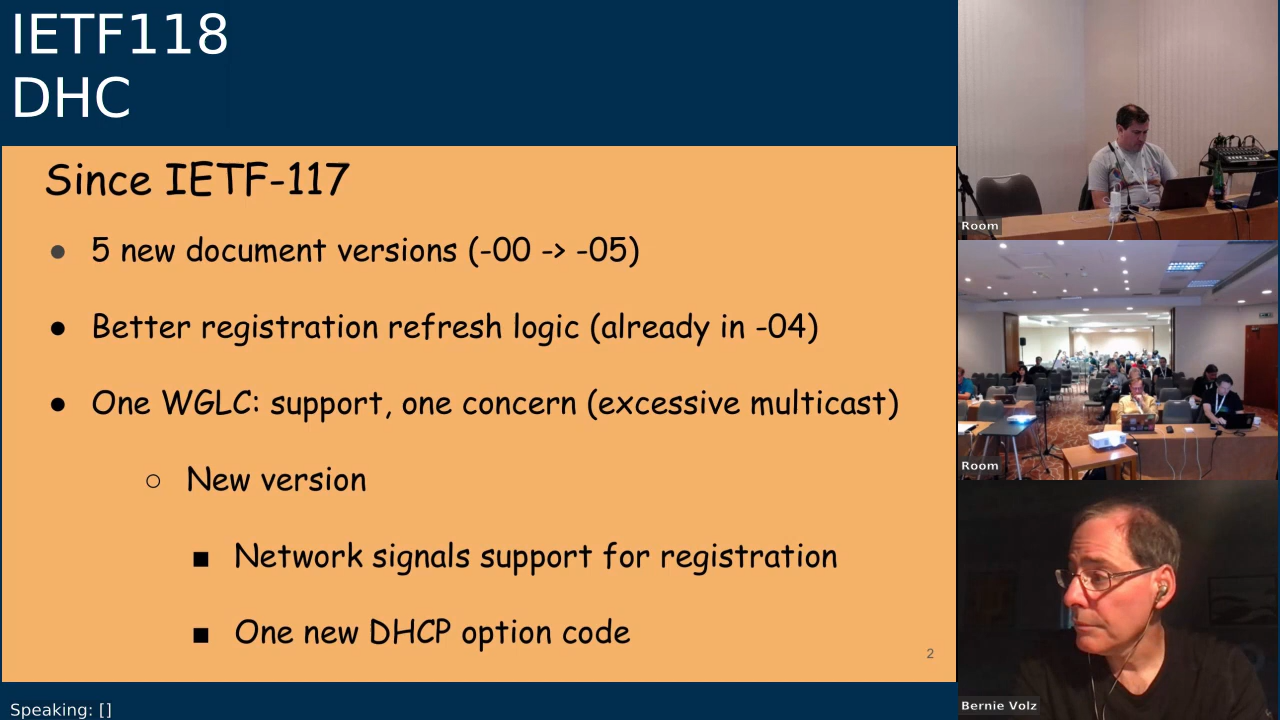 IETF118
DHC
Since IETF-117
● 5 new document versions (-00 -> -05)
● Better registration refresh logic (already in -04)
● One WGLC: support, one concern (excessive multicast)
○ New version
■ Network signals support for registration
■ One new DHCP option code
2
Speaking: []
Room
Room
Bernie Volz